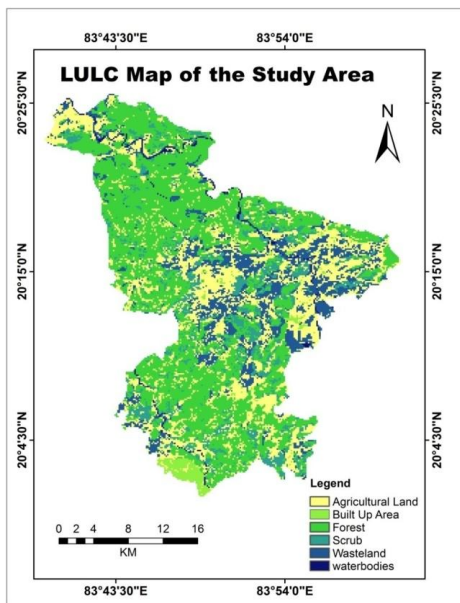 83°43'30"E 83°54'0"E
LULC Map of the Study Area
20°25'30"N 20°25'30"N
N
20°15'0"N 20°15'0"N
20°4'30"N 20°4'30"N
Legend
Agricultural Land
Built Up Area
Forest
Scrub
Wasteland
waterbodies
0 2 4 8 12 16
KM
83°43'30"E 83°54'0"E